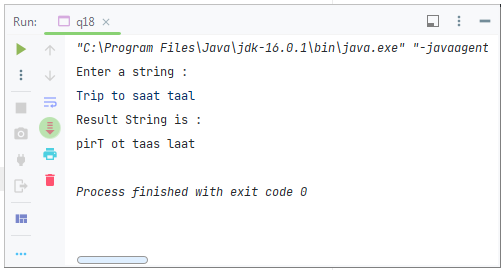 Run: q18
"C:\Program Files\Java\jdk-16.0.1\bin\java.exe" "-javaagent
Enter a string :
Trip to saat taal
Result String is :
pirT ot taas laat
Process finished with exit code 0